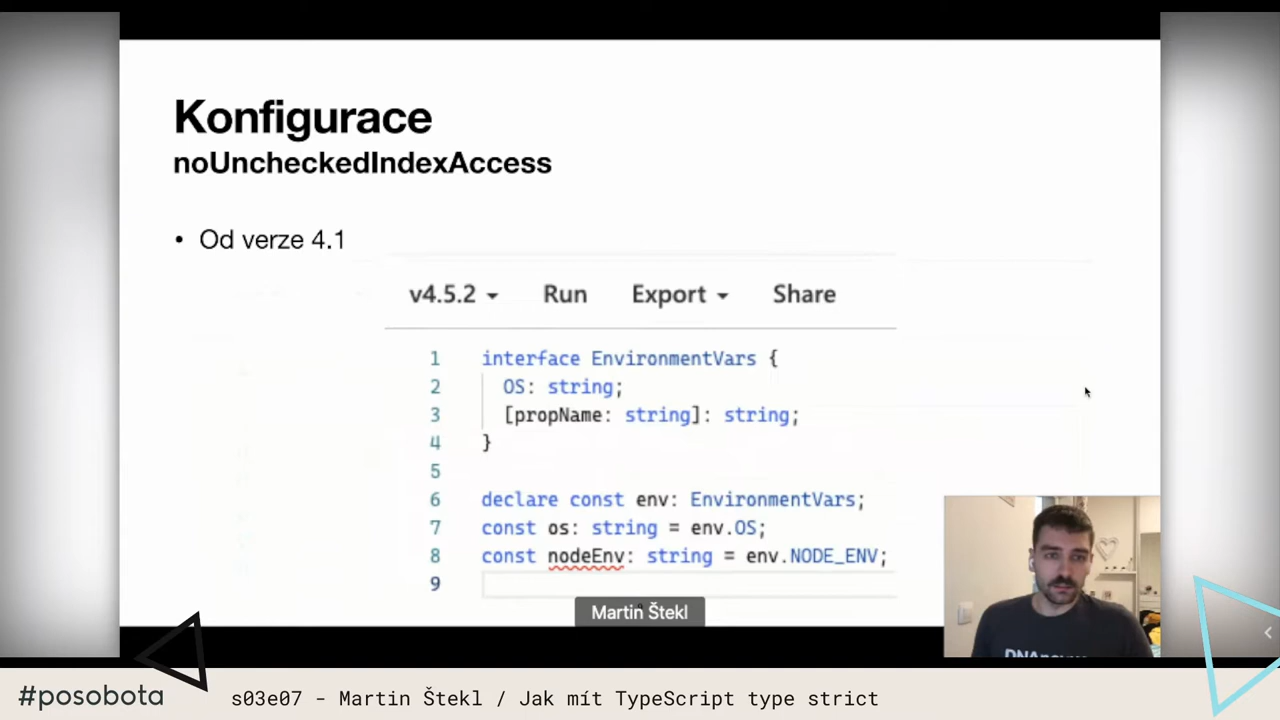 Konfigurace
noUncheckedIndexAccess
• Od verze 4.1
v4.5.2 Run Export Share
1 interface EnvironmentVars {
2 OS: string;
3 [propName: string]: string;
4 }
5
6 declare const env: EnvironmentVars;
7 const os: string = env.OS;
8 const nodeEnv: string = env.NODE_ENV;
9
Martin Štekl
#posobota
s03e07 - Martin Štekl / Jak mít TypeScript type strict